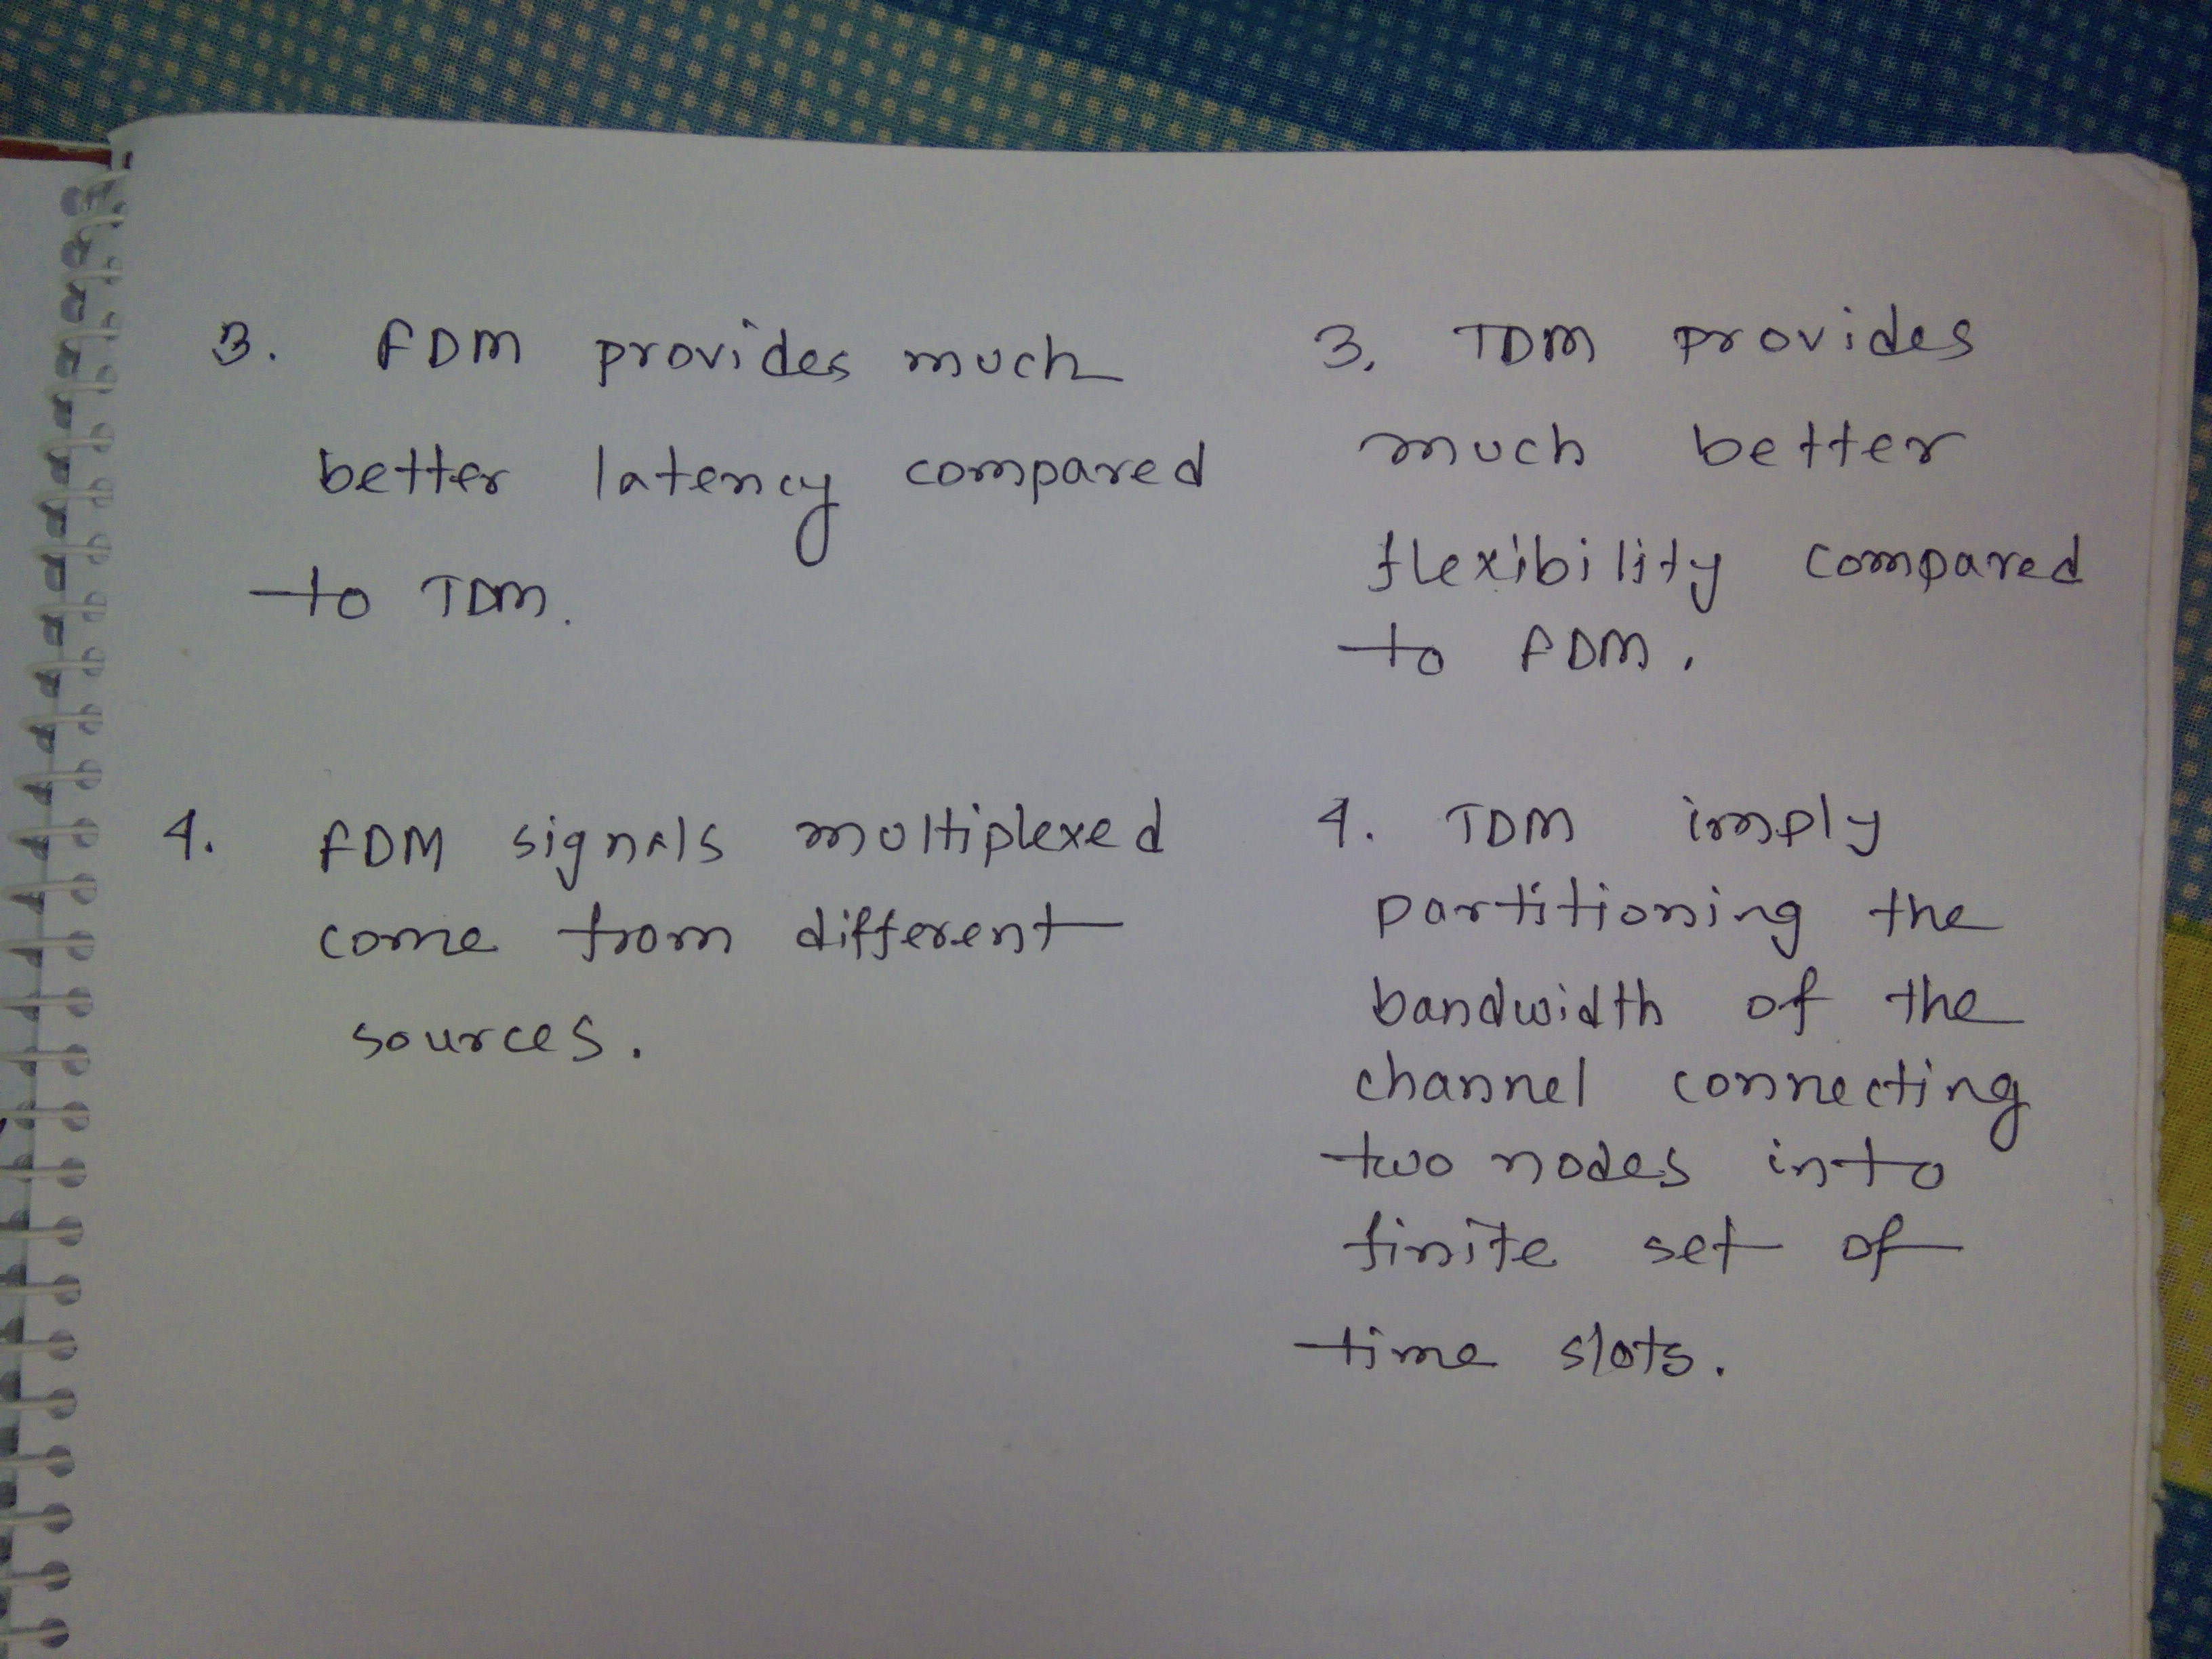 3. FDM provides much
better latency compared
to TDM.
4. FDM signals multiplexed
come from different
sources.
3. TDM provides
much better
flexibility compared
to FDM.
4. TDM imply
partitioning the
bandwidth of the
channel connecting
two nodes into
finite set of
time slots.